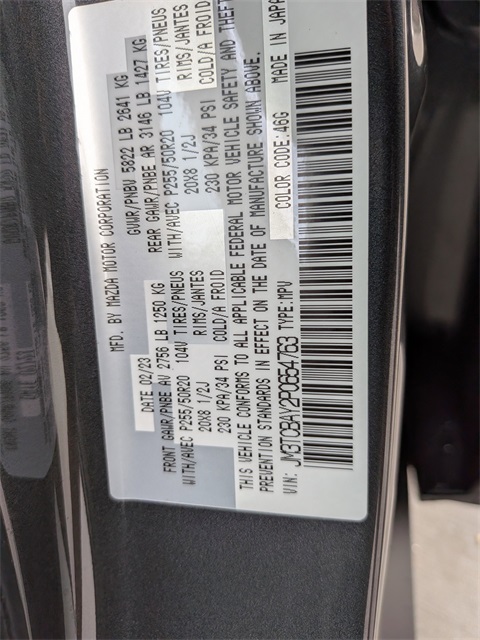 MFD. BY MAZDA MOTOR CORPORATION
DATE 02/23 GVWR/PNBV 5822 LB 2641 KG
FRONT GAWR/PNBE AV 2756 LB 1250 KG REAR GAWR/PNBE AR 3146 LB 1427 KG
WITH/AVEC P255/50R20 104V TIRES/PNEUS WITH/AVEC P255/50R20 104V TIRES/PNEUS
20X8 1/2J RIMS/JANTES 20X8 1/2J RIMS/JANTES
230 KPA/34 PSI COLD/A FROID 230 KPA/34 PSI COLD/A FROID
THIS VEHICLE CONFORMS TO ALL APPLICABLE FEDERAL MOTOR VEHICLE SAFETY AND THEFT
PREVENTION STANDARDS IN EFFECT ON THE DATE OF MANUFACTURE SHOWN ABOVE.
COLOR CODE:46G MADE IN JAPA
VIN: JM3TCBAY2P0654763 TYPE:MPV